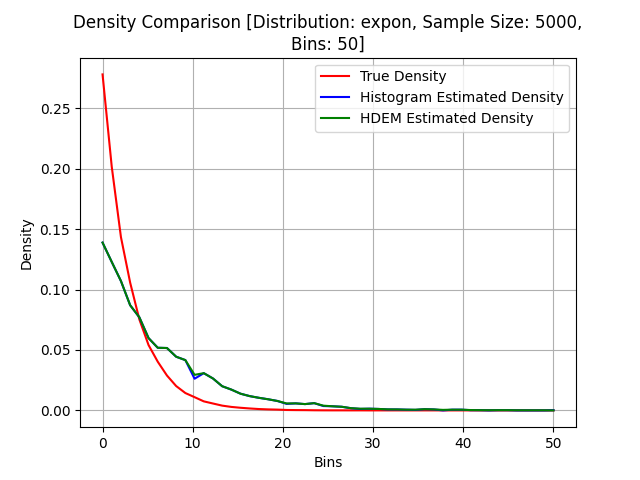 Density Comparison [Distribution: expon, Sample Size: 5000,
Bins: 50]
True Density
Histogram Estimated Density
HDEM Estimated Density
Density
0.25
0.20
0.15
0.10
0.05
0.00
0 10 20 30 40 50
Bins